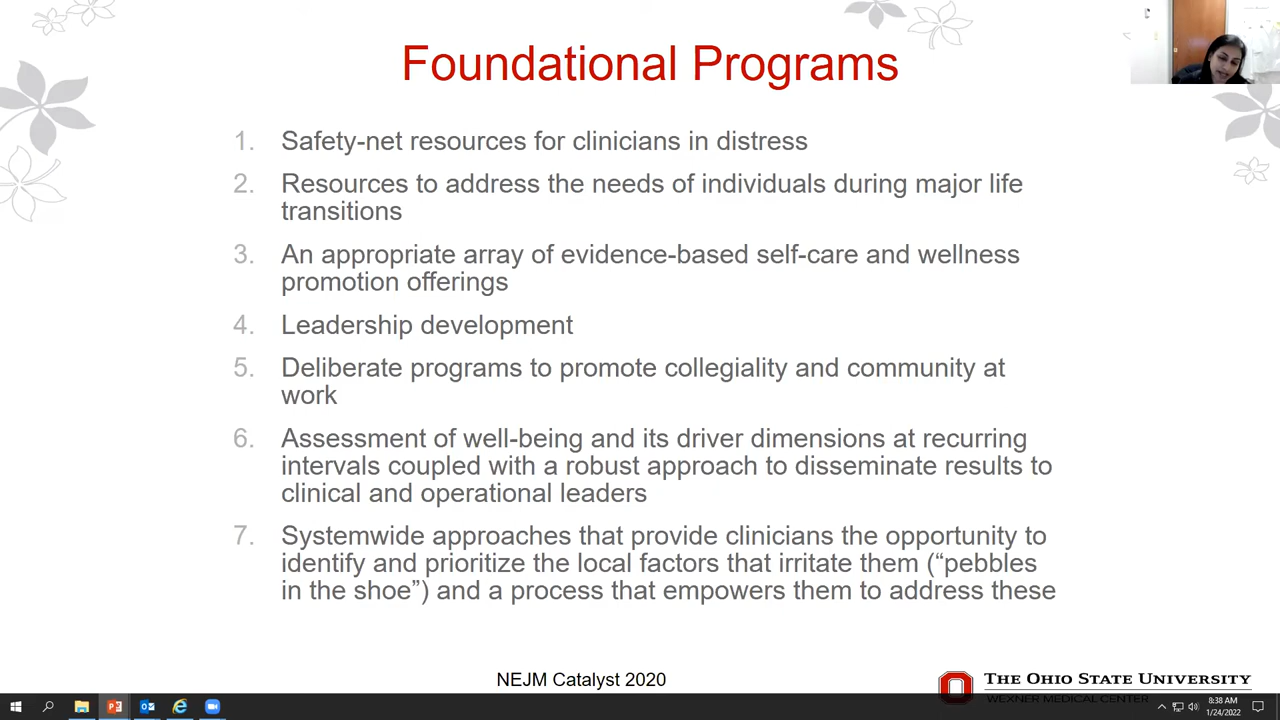 Foundational Programs
1. Safety-net resources for clinicians in distress
2. Resources to address the needs of individuals during major life
transitions
3. An appropriate array of evidence-based self-care and wellness
promotion offerings
4. Leadership development
5. Deliberate programs to promote collegiality and community at
work
6. Assessment of well-being and its driver dimensions at recurring
intervals coupled with a robust approach to disseminate results to
clinical and operational leaders
7. Systemwide approaches that provide clinicians the opportunity to
identify and prioritize the local factors that irritate them (“pebbles
in the shoe”) and a process that empowers them to address these
NEJM Catalyst 2020
THE OHIO STATE UNIVERSITY
WEXNER MEDICAL CENTER
8:38 AM
1/24/2022